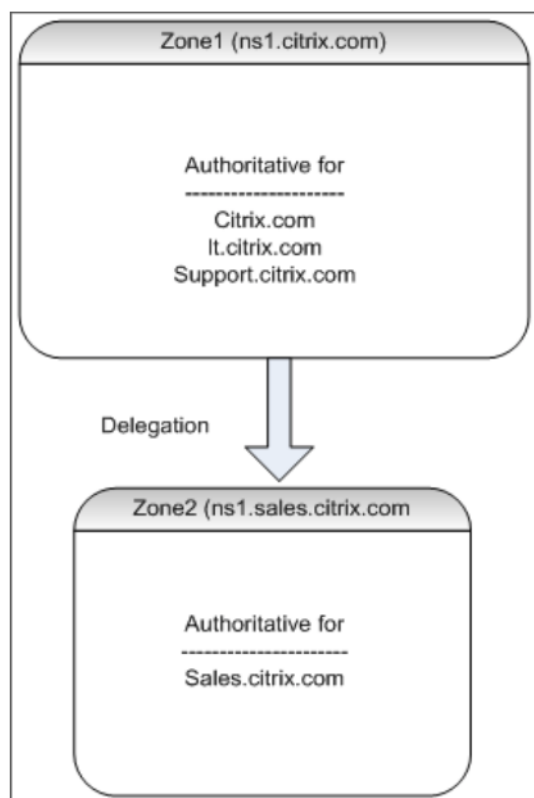 Zone1 (ns1.citrix.com)
Authoritative for
---------------------
Citrix.com
It.citrix.com
Support.citrix.com
Delegation
Zone2 (ns1.sales.citrix.com
Authoritative for
----------------------
Sales.citrix.com